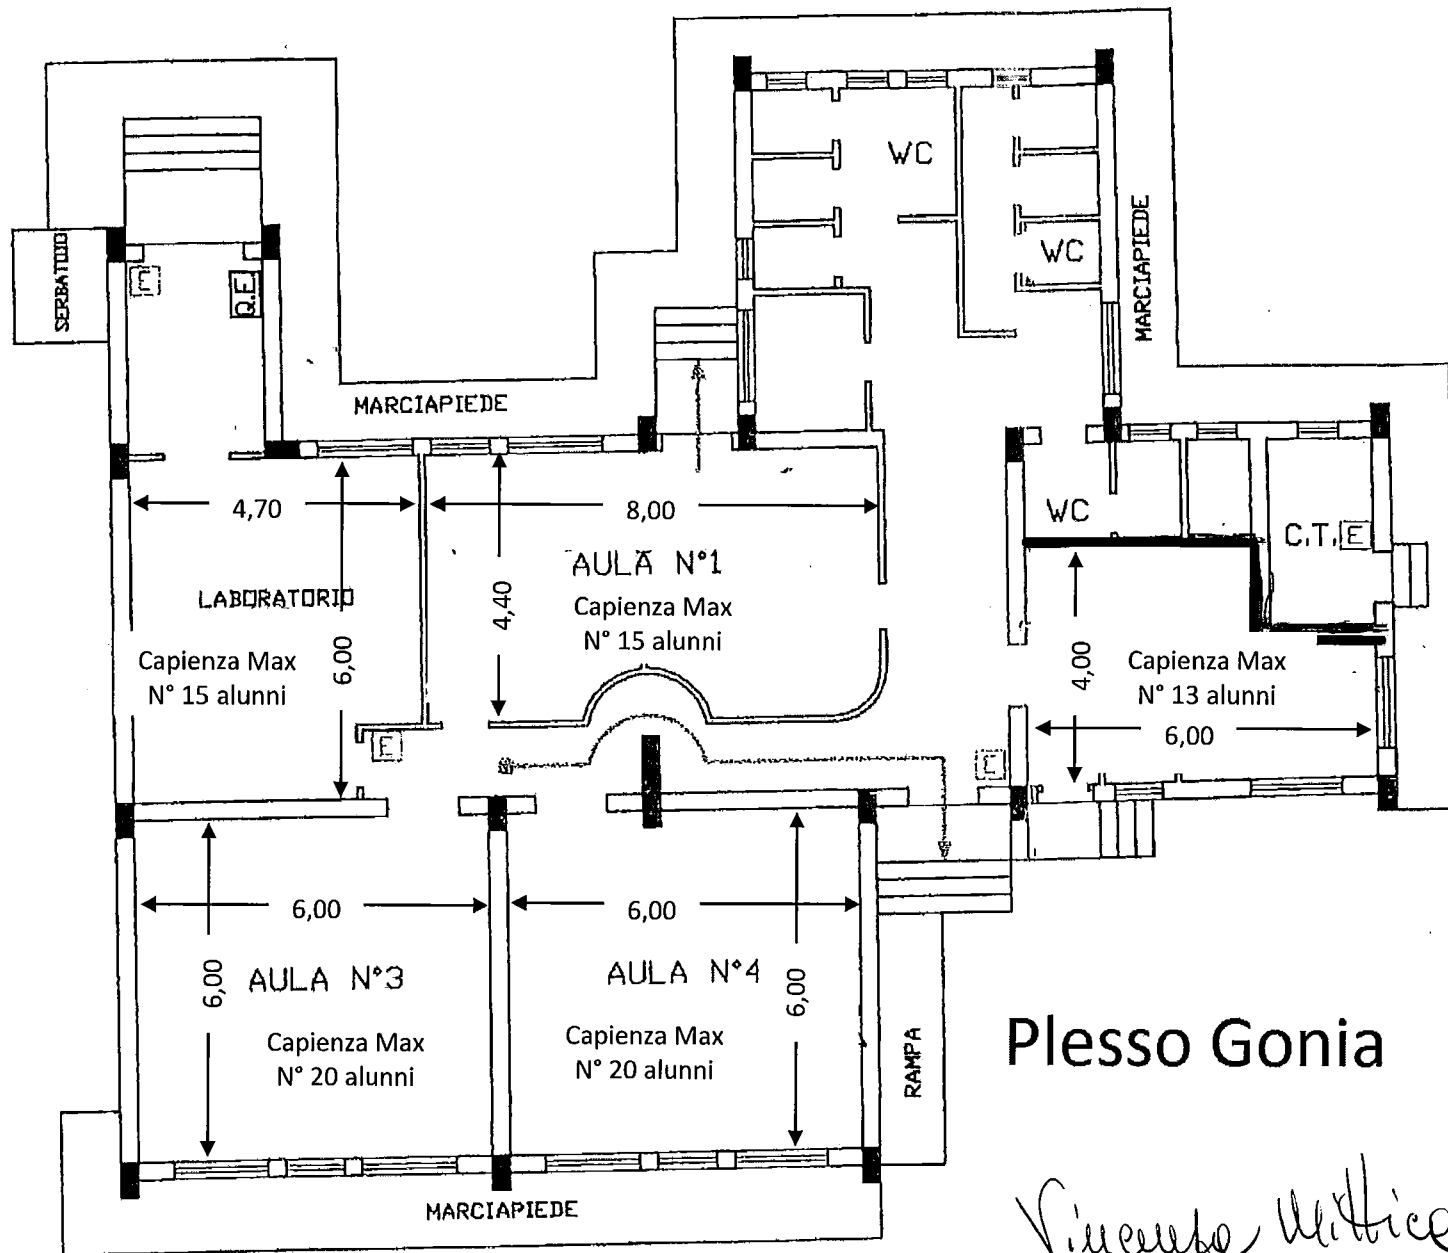 WC
WC
MARCIAPIEDE
SERBATOIO
E
Q.E
MARCIAPIEDE
4,70
8,00
WC
C.T.
E
AULA N°1
LABORATORIO
Capienza Max
N° 15 alunni
4,40
6,00
Capienza Max
N° 15 alunni
4,00
Capienza Max
N° 13 alunni
6,00
E
E
6,00
6,00
6,00
AULA N°3
AULA N°4
6,00
Capienza Max
N° 20 alunni
Capienza Max
N° 20 alunni
RAMPA
Plesso Gonia
MARCIAPIEDE